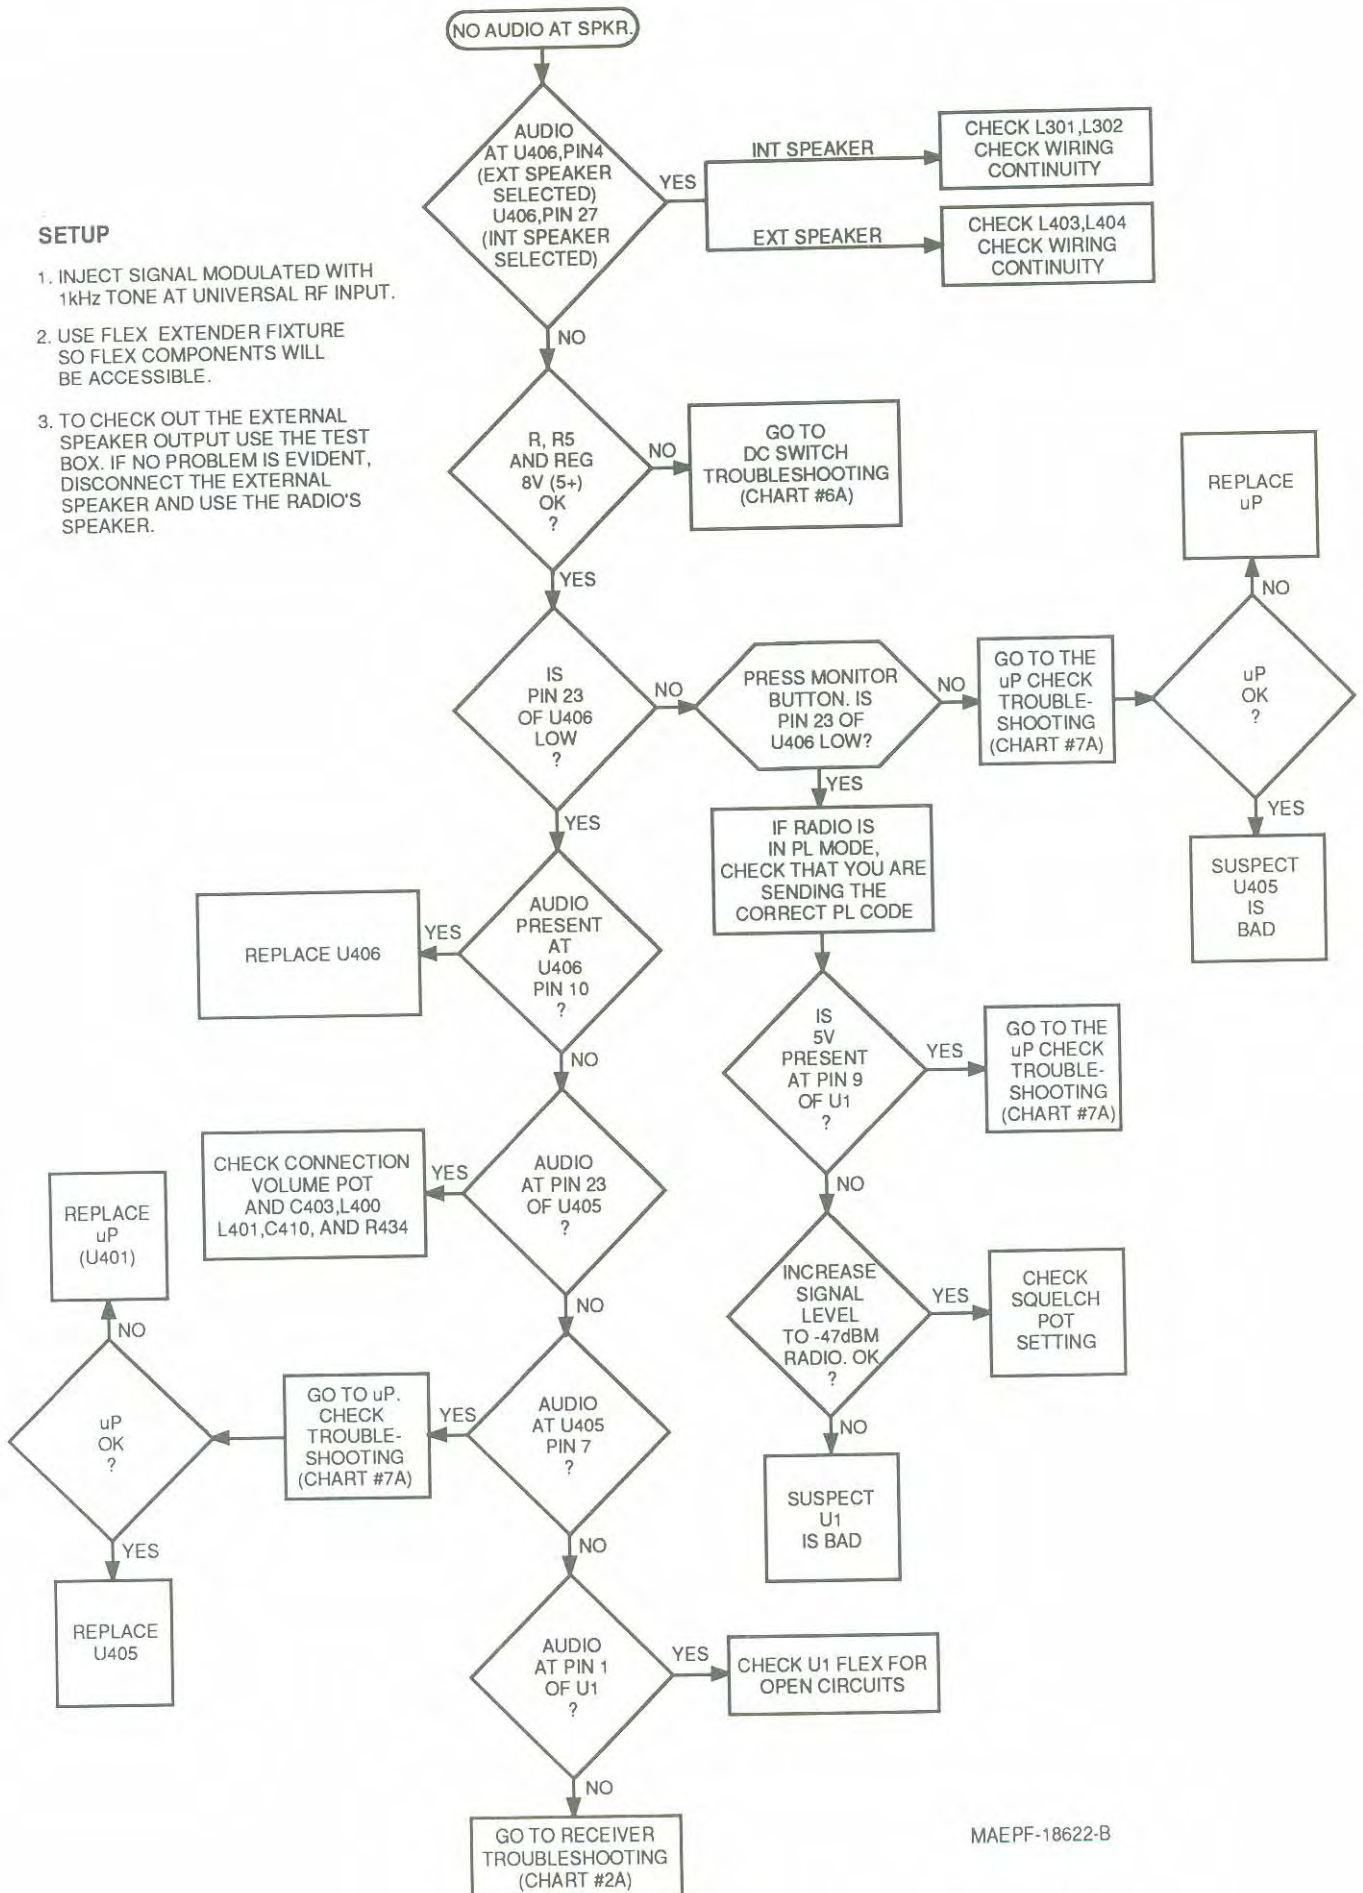 NO AUDIO AT SPKR.
AUDIO
AT U406,PIN4
(EXT SPEAKER
SELECTED)
U406,PIN 27
(INT SPEAKER
SELECTED)
YES
INT SPEAKER
CHECK L301,L302
CHECK WIRING
CONTINUITY
EXT SPEAKER
CHECK L403,L404
CHECK WIRING
CONTINUITY
SETUP
1. INJECT SIGNAL MODULATED WITH
1kHz TONE AT UNIVERSAL RF INPUT.
2. USE FLEX EXTENDER FIXTURE
SO FLEX COMPONENTS WILL
BE ACCESSIBLE.
3. TO CHECK OUT THE EXTERNAL
SPEAKER OUTPUT USE THE TEST
BOX. IF NO PROBLEM IS EVIDENT,
DISCONNECT THE EXTERNAL
SPEAKER AND USE THE RADIO'S
SPEAKER.
NO
R, R5
AND REG
8V (5+)
OK
?
NO
GO TO
DC SWITCH
TROUBLESHOOTING
(CHART #6A)
YES
IS
PIN 23
OF U406
LOW
?
NO
PRESS MONITOR
BUTTON. IS
PIN 23 OF
U406 LOW?
NO
GO TO THE
uP CHECK
TROUBLE-
SHOOTING
(CHART #7A)
uP
OK
?
NO
REPLACE
uP
YES
SUSPECT
U405
IS
BAD
YES
IF RADIO IS
IN PL MODE,
CHECK THAT YOU ARE
SENDING THE
CORRECT PL CODE
IS
5V
PRESENT
AT PIN 9
OF U1
?
YES
GO TO THE
uP CHECK
TROUBLE-
SHOOTING
(CHART #7A)
NO
INCREASE
SIGNAL
LEVEL
TO -47dBM
RADIO. OK
?
YES
CHECK
SQUELCH
POT
SETTING
NO
SUSPECT
U1
IS BAD
YES
AUDIO
PRESENT
AT
U406
PIN 10
?
YES
REPLACE U406
NO
AUDIO
AT PIN 23
OF U405
?
YES
CHECK CONNECTION
VOLUME POT
AND C403,L400
L401,C410, AND R434
NO
AUDIO
AT U405
PIN 7
?
YES
GO TO uP.
CHECK
TROUBLE-
SHOOTING
(CHART #7A)
uP
OK
?
NO
REPLACE
uP
(U401)
YES
REPLACE
U405
NO
AUDIO
AT PIN 1
OF U1
?
YES
CHECK U1 FLEX FOR
OPEN CIRCUITS
NO
GO TO RECEIVER
TROUBLESHOOTING
(CHART #2A)
MAEPF-18622-B